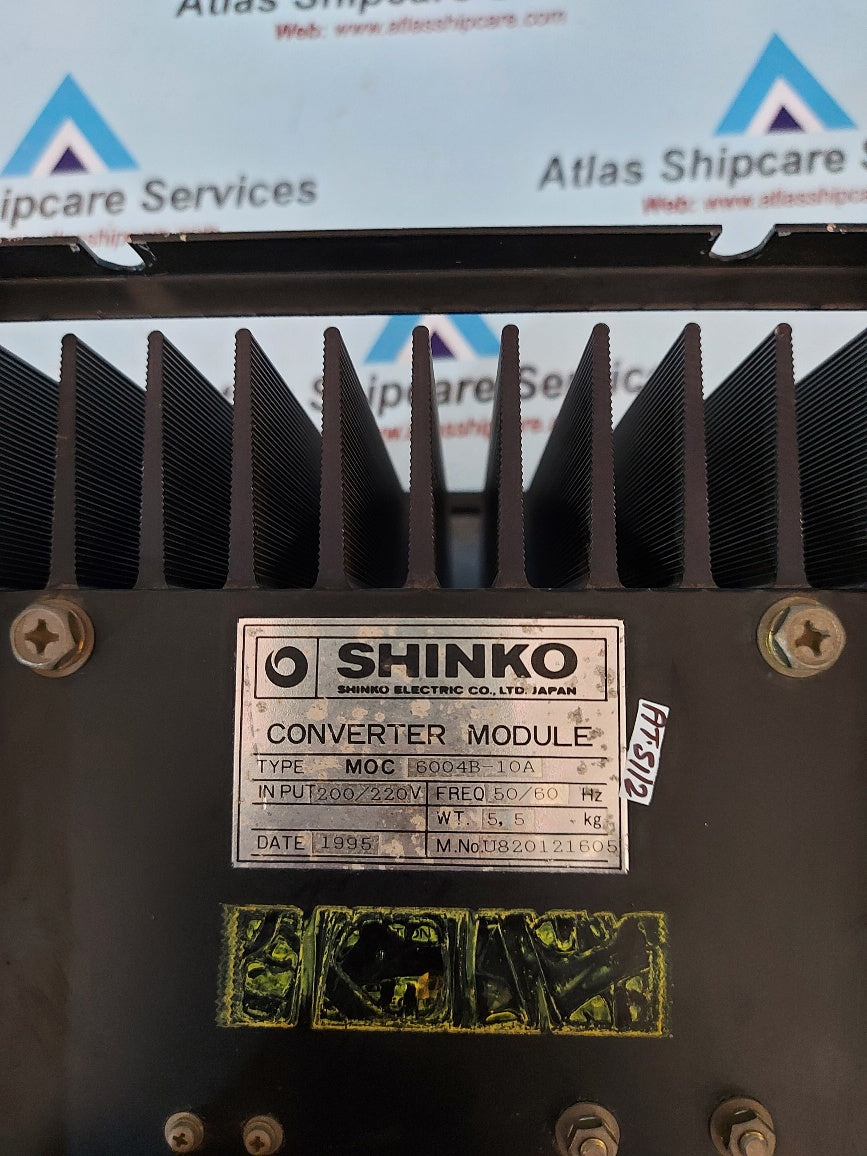 Atlas Shipcare
Web: www.atlasshipcare.com
ipcare Services
Atlas Shipcare S
Web: www.atlasshipca
Shipcare Servic
SHINKO
SHINKO ELECTRIC CO., LTD. JAPAN
CONVERTER MODULE
TYPE MOC 6004B-10A
INPUT 200/220V FREQ 50/60 Hz
WT. 5,5 kg
DATE 1995 M.No.U820121605
AT-5112